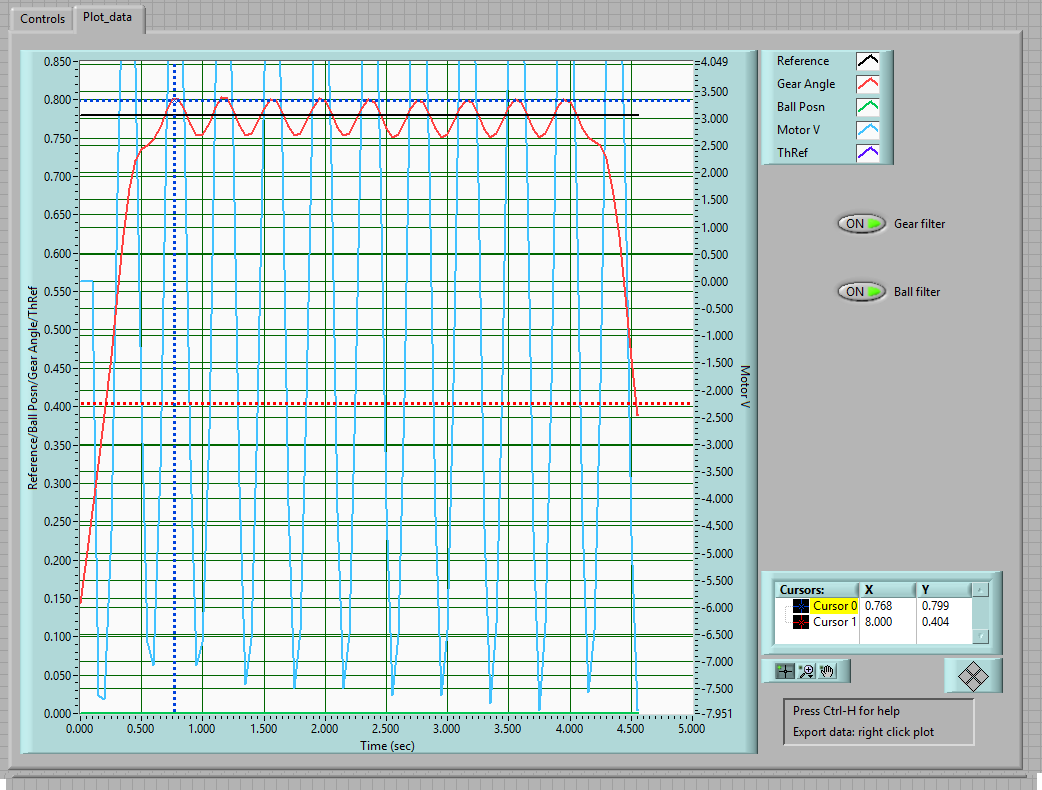 Controls
Plot_data
Reference/Ball Posn/Gear Angle/ThRef
0.850
0.800
0.750
0.700
0.650
0.600
0.550
0.500
0.450
0.400
0.350
0.300
0.250
0.200
0.150
0.100
0.050
0.000
0.000 0.500 1.000 1.500 2.000 2.500 3.000 3.500 4.000 4.500 5.000
Time (sec)
4.049
3.500
3.000
2.500
2.000
1.500
1.000
0.500
0.000
-0.500
-1.000
-1.500
-2.000
-2.500
-3.000
-3.500
-4.000
-4.500
-5.000
-5.500
-6.000
-6.500
-7.000
-7.500
-7.951
Motor V
Reference
Gear Angle
Ball Posn
Motor V
ThRef
ON Gear filter
ON Ball filter
Cursors: X Y
Cursor 0 0.768 0.799
Cursor 1 8.000 0.404
Press Ctrl-H for help
Export data: right click plot